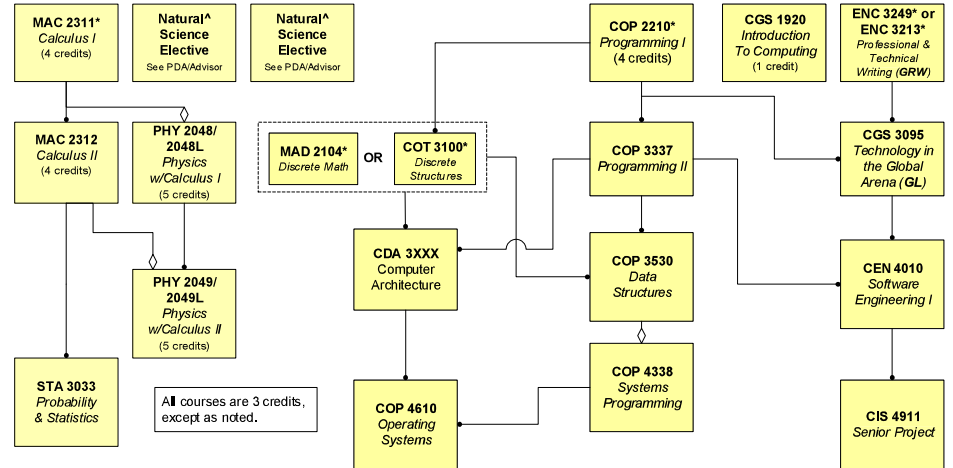 MAC 2311*
Calculus I
(4 credits)
Natural^
Science
Elective
See PDA/Advisor
Natural^
Science
Elective
See PDA/Advisor
COP 2210*
Programming I
(4 credits)
CGS 1920
Introduction
To Computing
(1 credit)
ENC 3249* or
ENC 3213*
Professional &
Technical
Writing (GRW)
MAC 2312
Calculus II
(4 credits)
PHY 2048/
2048L
Physics
w/Calculus I
(5 credits)
MAD 2104*
Discrete Math
OR
COT 3100*
Discrete
Structures
COP 3337
Programming II
CGS 3095
Technology in
the Global
Arena (GL)
CDA 3XXX
Computer
Architecture
COP 3530
Data
Structures
CEN 4010
Software
Engineering I
PHY 2049/
2049L
Physics
w/Calculus II
(5 credits)
STA 3033
Probability
& Statistics
All courses are 3 credits,
except as noted.
COP 4610
Operating
Systems
COP 4338
Systems
Programming
CIS 4911
Senior Project